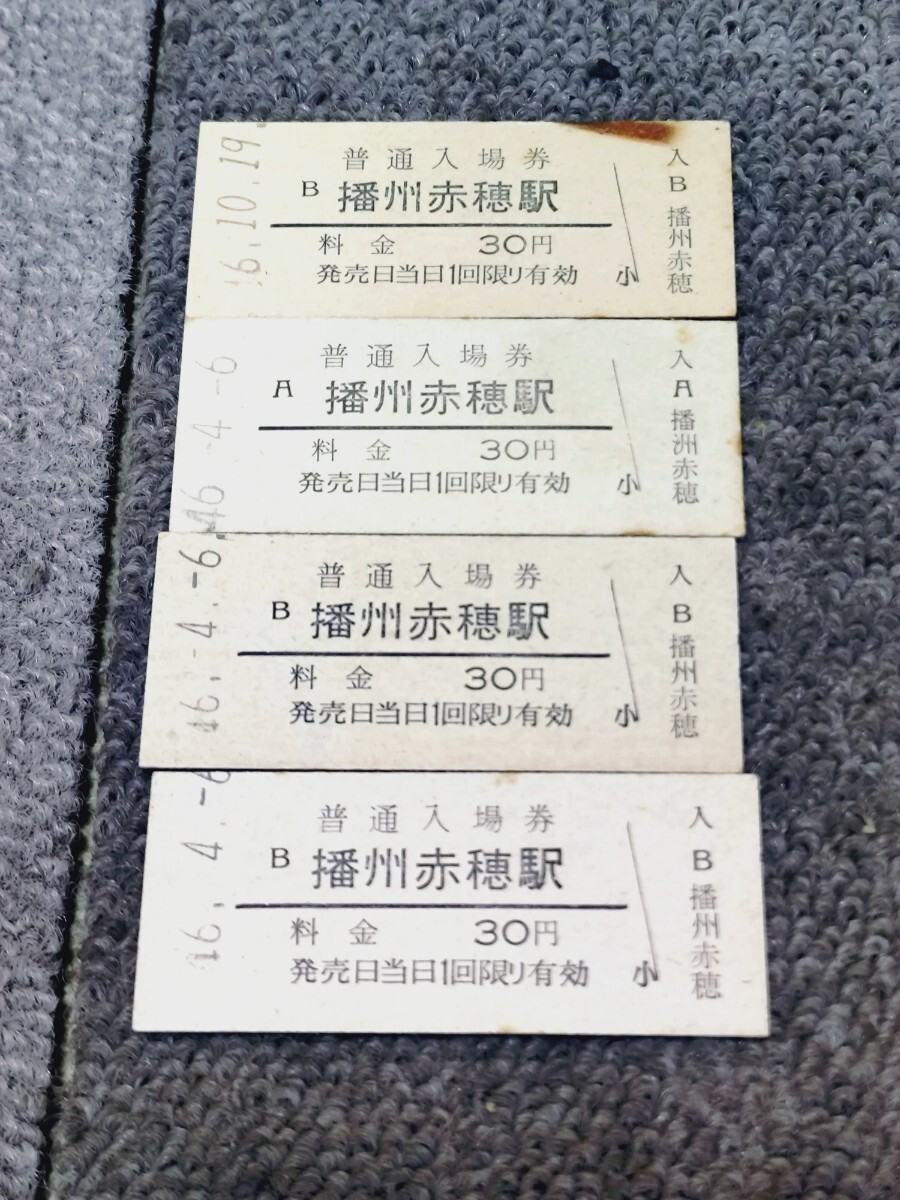 6.10.19.
普通入場券
B 播州赤穂駅
料金 30円
発売日当日1回限り有効 小
入
B
播州赤穂
46-4-6
普通入場券
A 播州赤穂駅
料金 30円
発売日当日1回限り有効 小
入
A
播洲赤穂
46.-4.-6.
普通入場券
B 播州赤穂駅
料金 30円
発売日当日1回限り有効 小
入
B
播州赤穂
46.4.-6
普通入場券
B 播州赤穂駅
料金 30円
発売日当日1回限り有効 小
入
B
播州赤穂